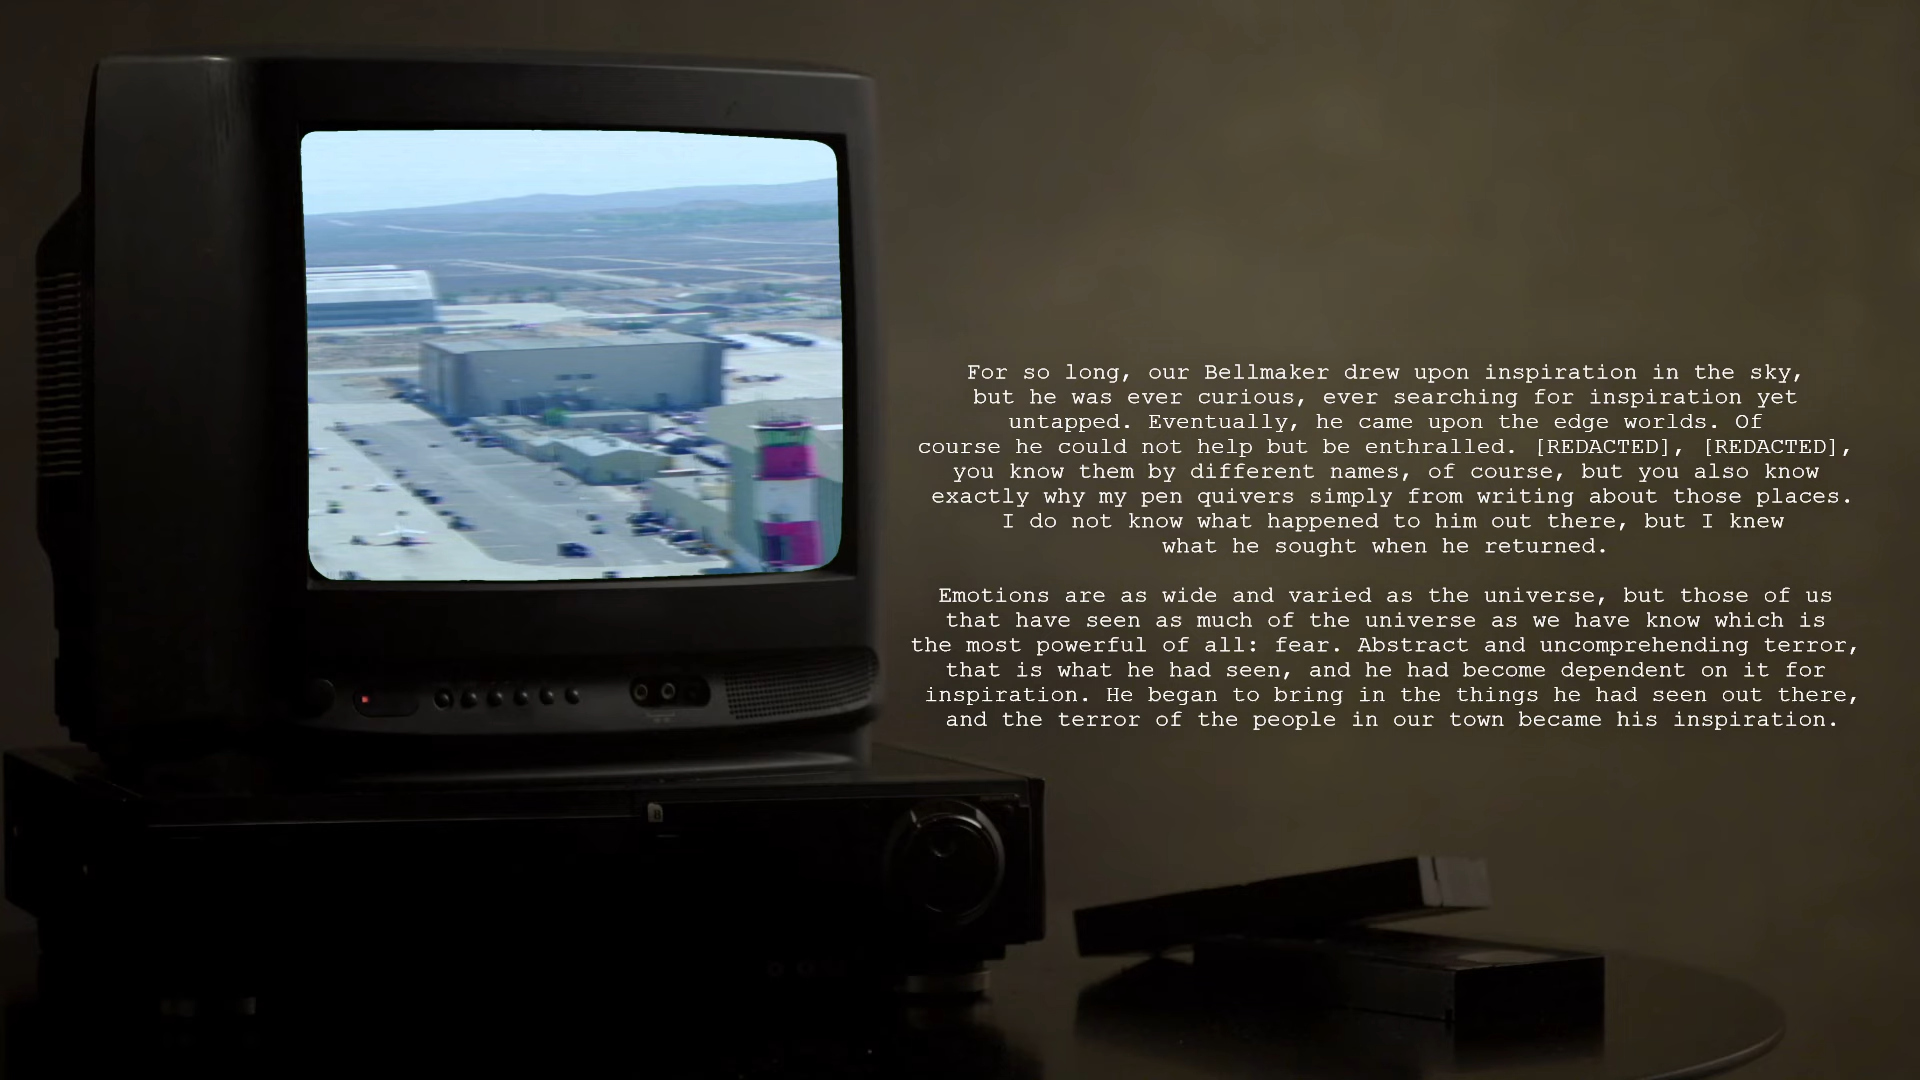 For so long, our Bellmaker drew upon inspiration in the sky,
but he was ever curious, ever searching for inspiration yet
untapped. Eventually, he came upon the edge worlds. Of
course he could not help but be enthralled. [REDACTED], [REDACTED],
you know them by different names, of course, but you also know
exactly why my pen quivers simply from writing about those places.
I do not know what happened to him out there, but I knew
what he sought when he returned.
Emotions are as wide and varied as the universe, but those of us
that have seen as much of the universe as we have know which is
the most powerful of all: fear. Abstract and uncomprehending terror,
that is what he had seen, and he had become dependent on it for
inspiration. He began to bring in the things he had seen out there,
and the terror of the people in our town became his inspiration.